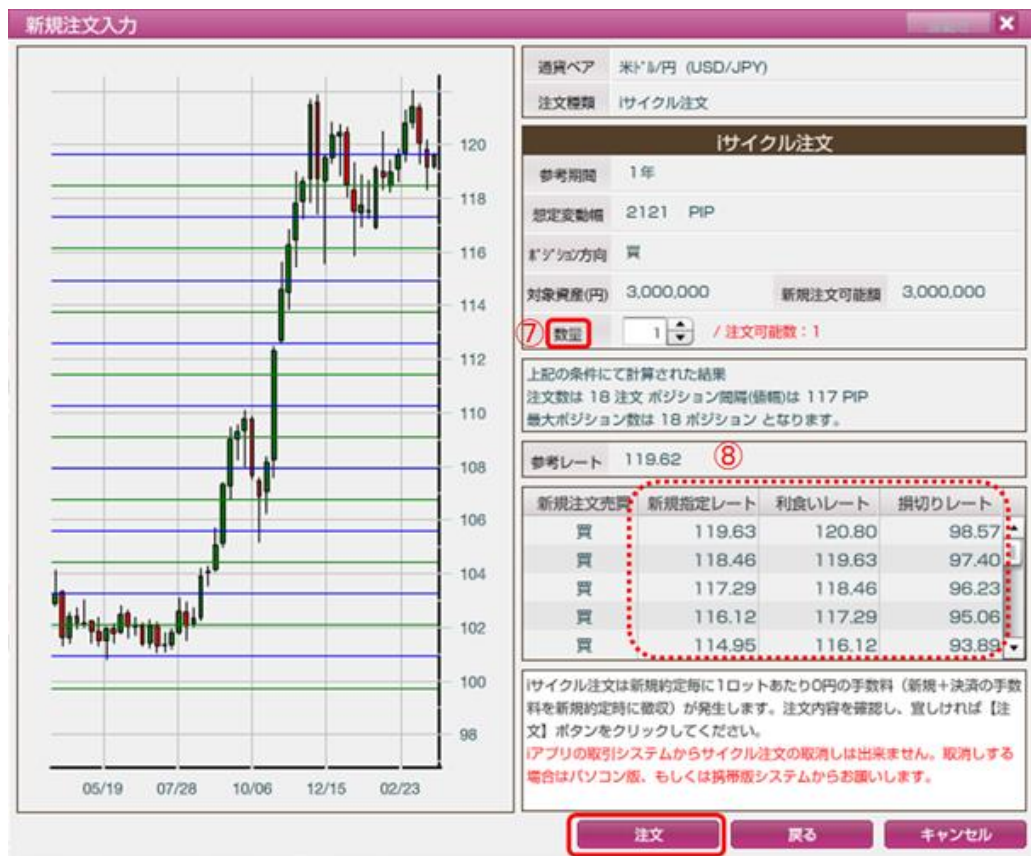 新規注文入力
120
118
116
114
112
110
108
106
104
102
100
98
05/19 07/28 10/06 12/15 02/23
通貨ペア 米ﾄﾞﾙ/円 (USD/JPY)
注文種類 iサイクル注文
iサイクル注文
参考期間 1年
想定変動幅 2121 PIP
ﾎﾟｼﾞｼｮﾝ方向 買
対象資産(円) 3,000,000 新規注文可能額 3,000,000
⑦ 数量 1 / 注文可能数：1
上記の条件にて計算された結果
注文数は 18 注文 ポジション間隔(値幅)は 117 PIP
最大ポジション数は 18 ポジション となります。
参考レート 119.62 ⑧
新規注文売買 新規指定レート 利食いレート 損切りレート
買 119.63 120.80 98.57
買 118.46 119.63 97.40
買 117.29 118.46 96.23
買 116.12 117.29 95.06
買 114.95 116.12 93.89
iサイクル注文は新規約定毎に1ロットあたり0円の手数料（新規+決済の手数
料を新規約定時に徴収）が発生します。注文内容を確認し、宜しければ【注
文】ボタンをクリックしてください。
iアプリの取引システムからサイクル注文の取消しは出来ません。取消しする
場合はパソコン版、もしくは携帯版システムからお願いします。
注文 戻る キャンセル